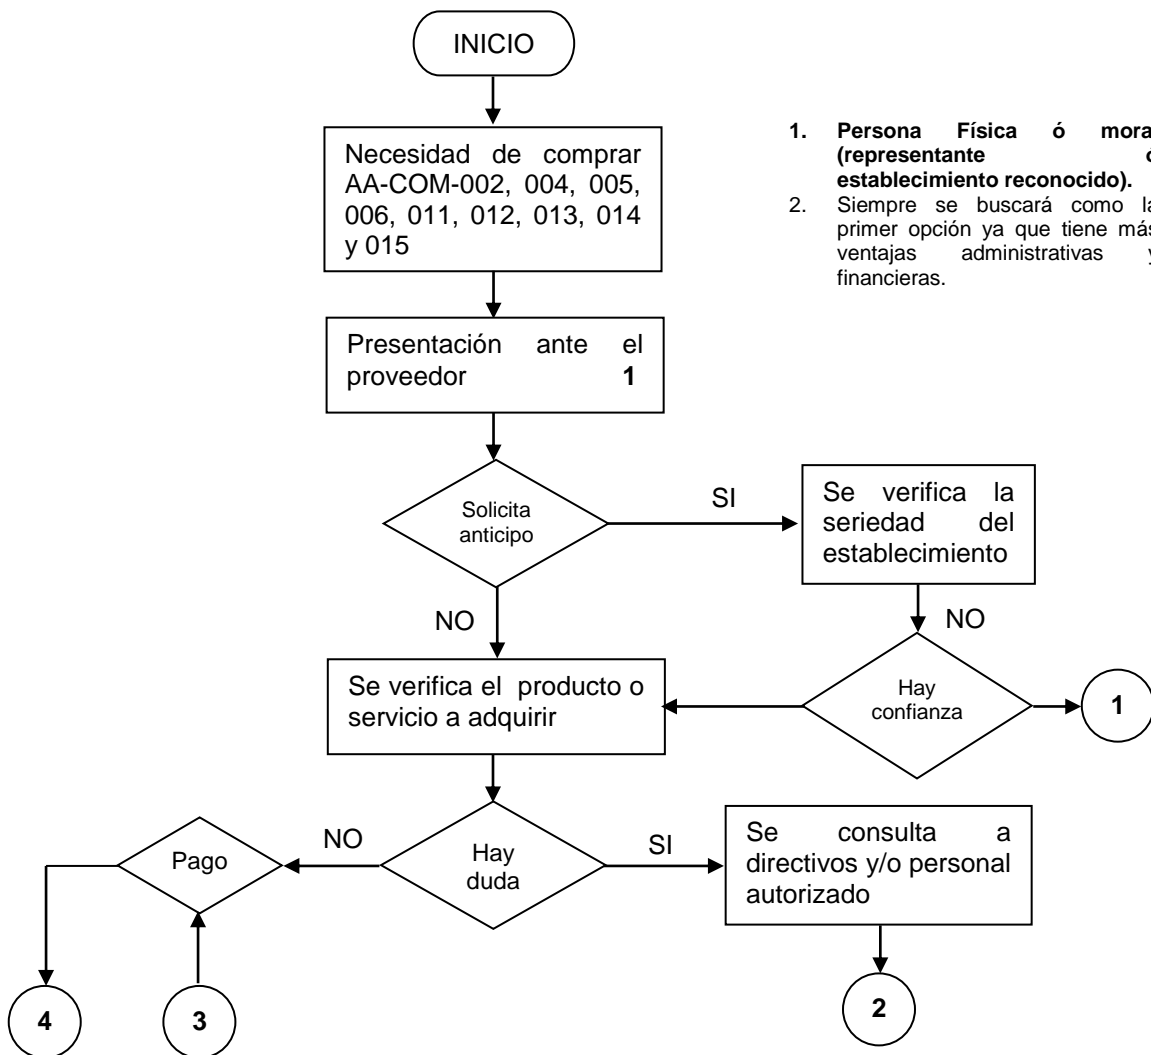 INICIO
Necesidad de comprar
AA-COM-002, 004, 005,
006, 011, 012, 013, 014
y 015
1. Persona Física ó mora
(representante ó
establecimiento reconocido).
2. Siempre se buscará como la
primer opción ya que tiene más
ventajas administrativas y
financieras.
Presentación ante el
proveedor 1
Solicita
anticipo
SI
Se verifica la
seriedad del
establecimiento
NO
NO
Se verifica el producto o
servicio a adquirir
Hay
confianza
1
Pago
NO
Hay
duda
SI
Se consulta a
directivos y/o personal
autorizado
4
3
2